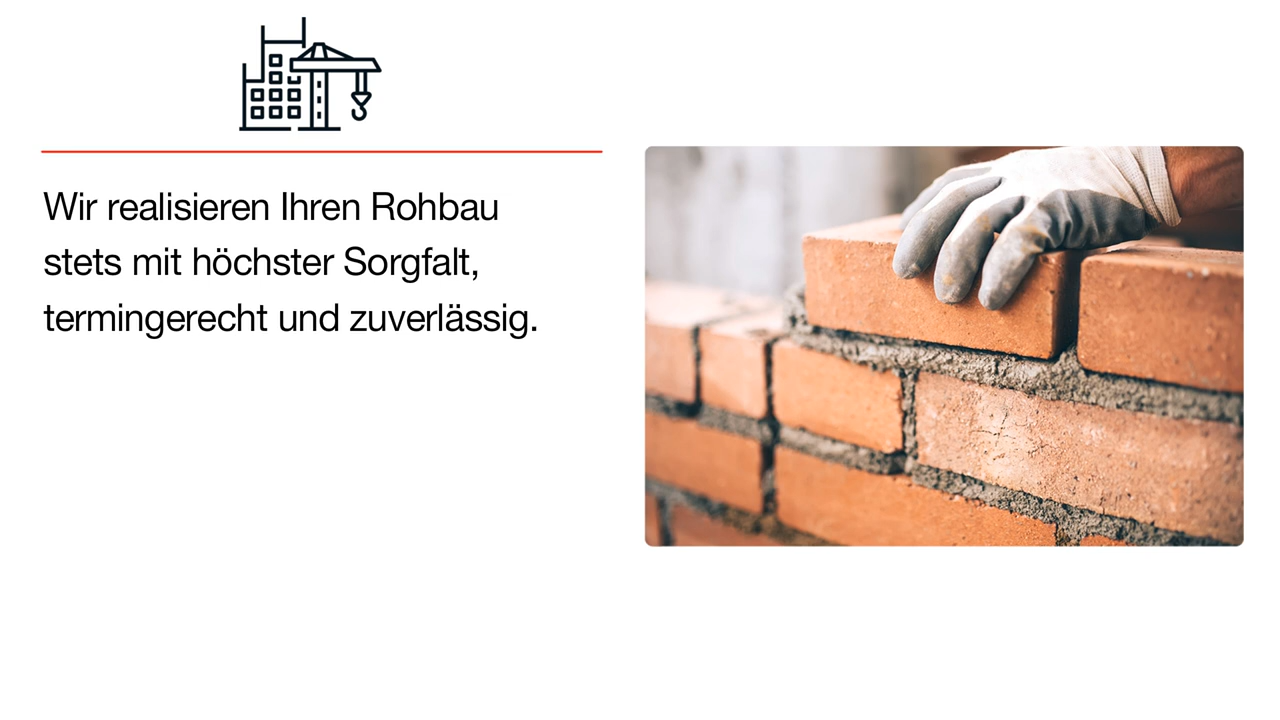 Wir realisieren Ihren Rohbau
stets mit höchster Sorgfalt,
termingerecht und zuverlässig.